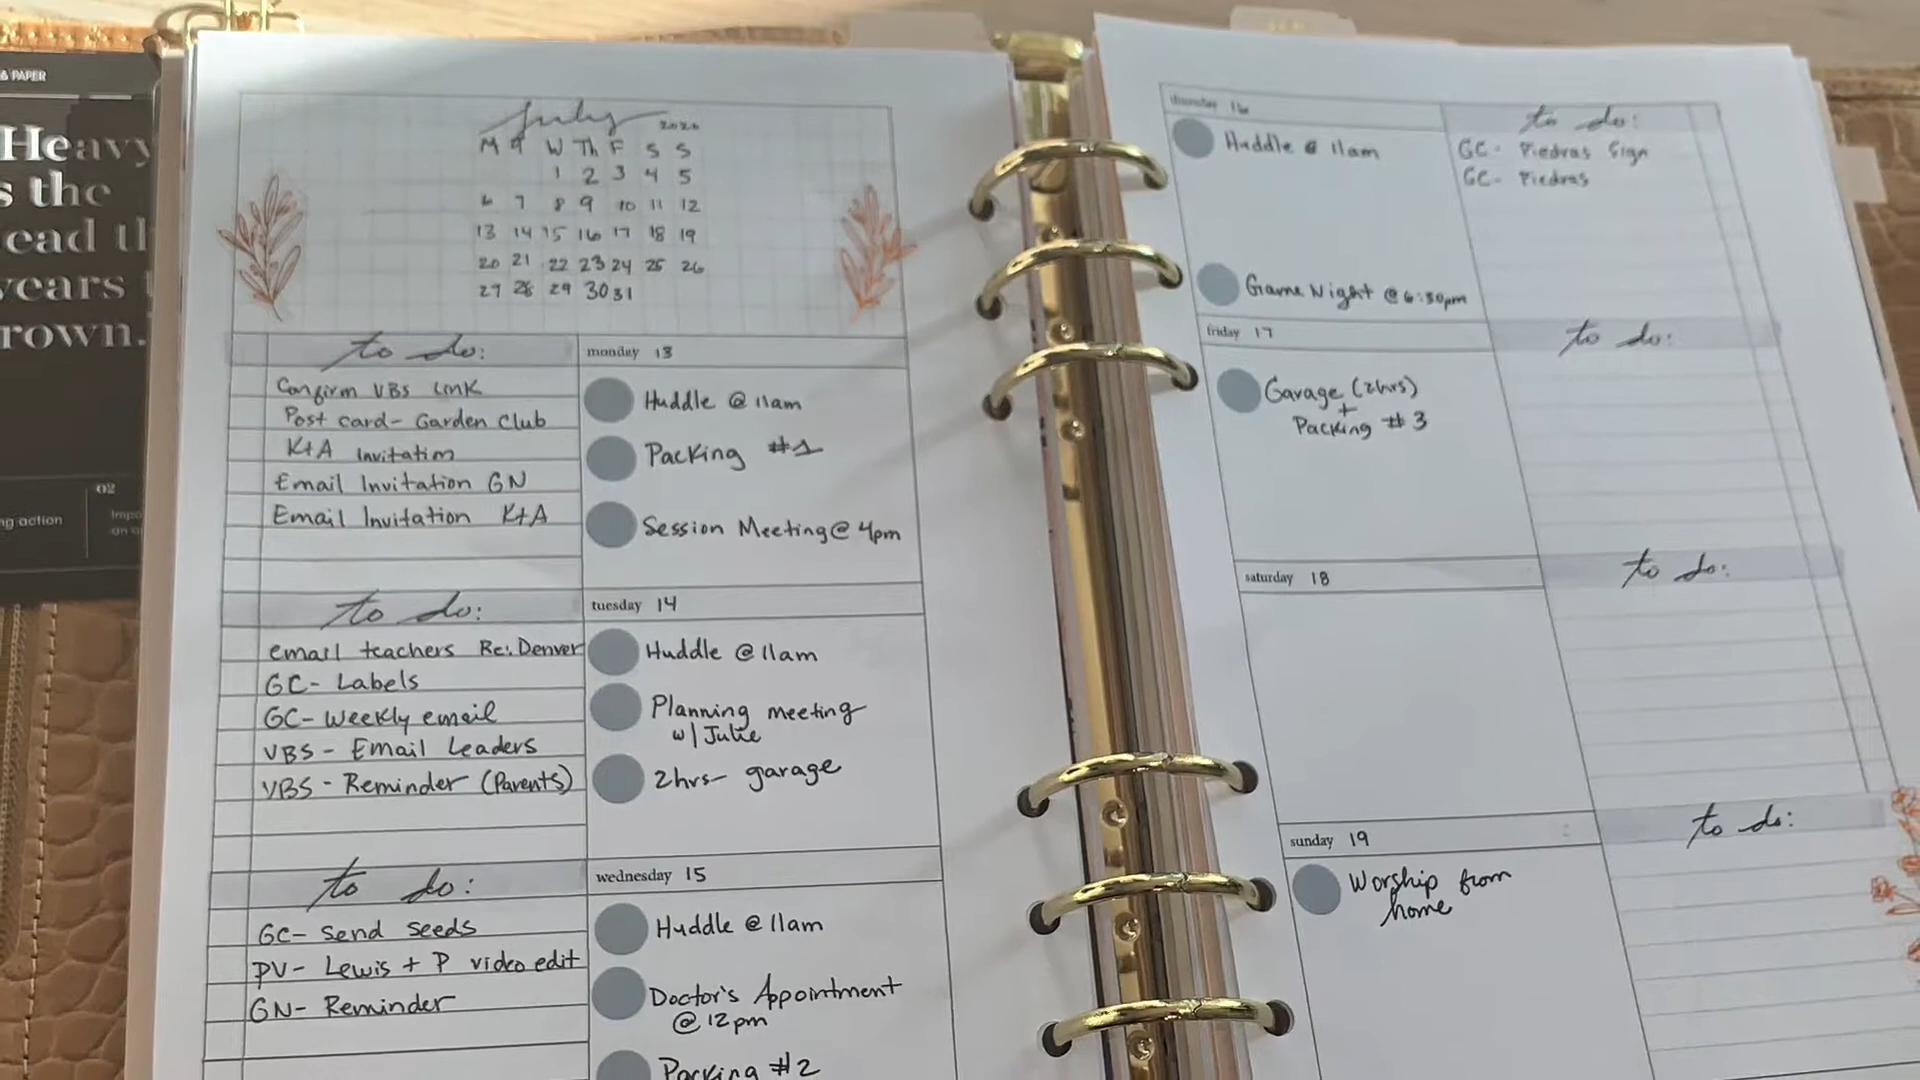 & PAPER
Heavy
s the
ead th
years
rown.
02
ng action
Impo
an
July
2020
M T W Th F S S
1 2 3 4 5
6 7 8 9 10 11 12
13 14 15 16 17 18 19
20 21 22 23 24 25 26
27 28 29 30 31
to do:
Confirm VBS link
Post card- Garden Club
K+A Invitation
Email Invitation GN
Email Invitation K+A
monday 13
Huddle @ 11am
Packing #1
Session Meeting @ 4pm
to do:
email teachers Re: Denver
GC- Labels
GC- Weekly email
VBS - Email Leaders
VBS - Reminder (Parents)
tuesday 14
Huddle @ 11am
Planning meeting
w/ Julie
2hrs- garage
to do:
GC- Send seeds
PV- Lewis + P video edit
GN- Reminder
wednesday 15
Huddle @ 11am
Doctor's Appointment
@ 12pm
Packing #2
thursday 16
Huddle @ 11am
Game Night @ 6:30pm
to do:
GC- Piedras Sign
GC- Piedras
friday 17
Garage (2hrs)
+
Packing #3
to do:
saturday 18
to do:
sunday 19
Worship from
home
to do: